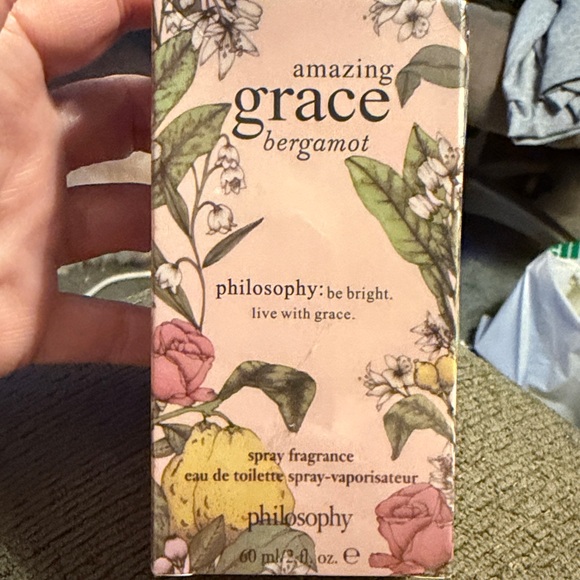 amazing
grace
bergamot
philosophy: be bright.
live with grace.
spray fragrance
eau de toilette spray-vaporisateur
philosophy
60 ml/2 fl. oz. ℮